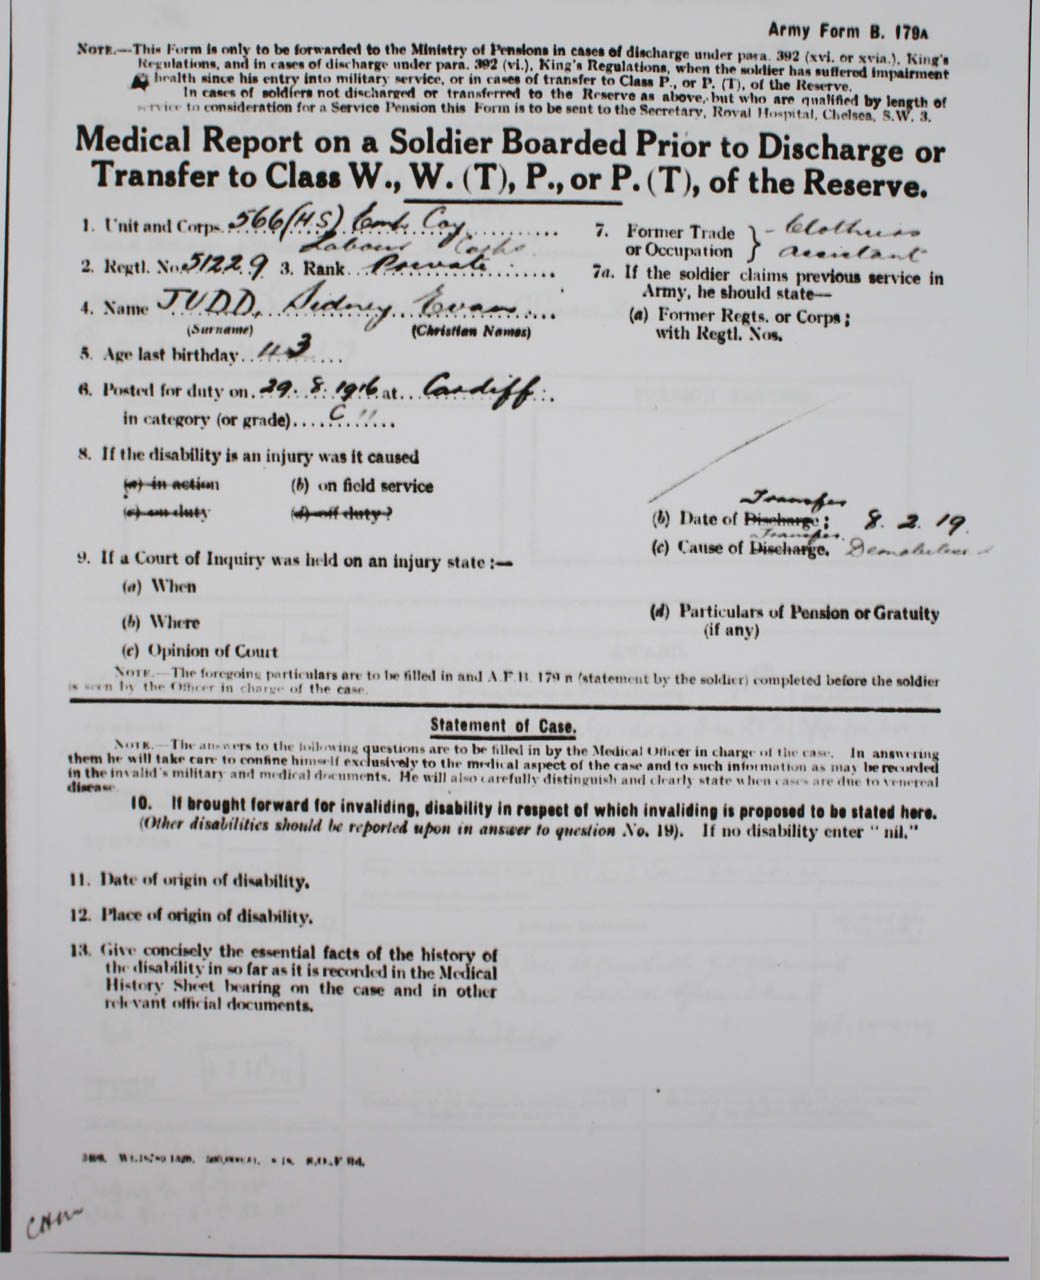 Army Form B. 179A
NOTE.—This Form is only to be forwarded to the Ministry of Pensions in cases of discharge under para. 392 (xvi. or xvia.), King's
Regulations, and in cases of discharge under para. 392 (vi.), King's Regulations, when the soldier has suffered impairment
health since his entry into military service, or in cases of transfer to Class P., or P. (T), of the Reserve.
In cases of soldiers not discharged or transferred to the Reserve as above, but who are qualified by length of
service to consideration for a Service Pension this Form is to be sent to the Secretary, Royal Hospital, Chelsea, S.W. 3.
Medical Report on a Soldier Boarded Prior to Discharge or
Transfer to Class W., W. (T), P., or P. (T), of the Reserve.
1. Unit and Corps 566 (HS) Emb. Coy
Labour Corps
2. Regtl. No. 51229 3. Rank Private
4. Name JUDD, Sidney Evans
(Surname) (Christian Names)
5. Age last birthday 43
6. Posted for duty on 29.8.1916 at Cardiff
in category (or grade) C 11
7. Former Trade or Occupation } - Clothiers
assistant
7a. If the soldier claims previous service in
Army, he should state—
(a) Former Regts. or Corps;
with Regtl. Nos.
8. If the disability is an injury was it caused
(a) in action (b) on field service
(c) on duty (d) off duty?
Transfer
(b) Date of Discharge; 8.2.19.
Transfer
(c) Cause of Discharge.
9. If a Court of Inquiry was held on an injury state :—
(a) When
(b) Where
(c) Opinion of Court
(d) Particulars of Pension or Gratuity
(if any)
NOTE.—The foregoing particulars are to be filled in and A.F.B. 179 B (statement by the soldier) completed before the soldier
is seen by the Officer in charge of the case.
Statement of Case.
NOTE.—The answers to the following questions are to be filled in by the Medical Officer in charge of the case. In answering
them he will take care to confine himself exclusively to the medical aspect of the case and to such information as may be recorded
in the invalid's military and medical documents. He will also carefully distinguish and clearly state when cases are due to venereal
disease.
10. If brought forward for invaliding, disability in respect of which invaliding is proposed to be stated here.
(Other disabilities should be reported upon in answer to question No. 19). If no disability enter "nil."
11. Date of origin of disability.
12. Place of origin of disability.
13. Give concisely the essential facts of the history of
the disability in so far as it is recorded in the Medical
History Sheet bearing on the case and in other
relevant official documents.